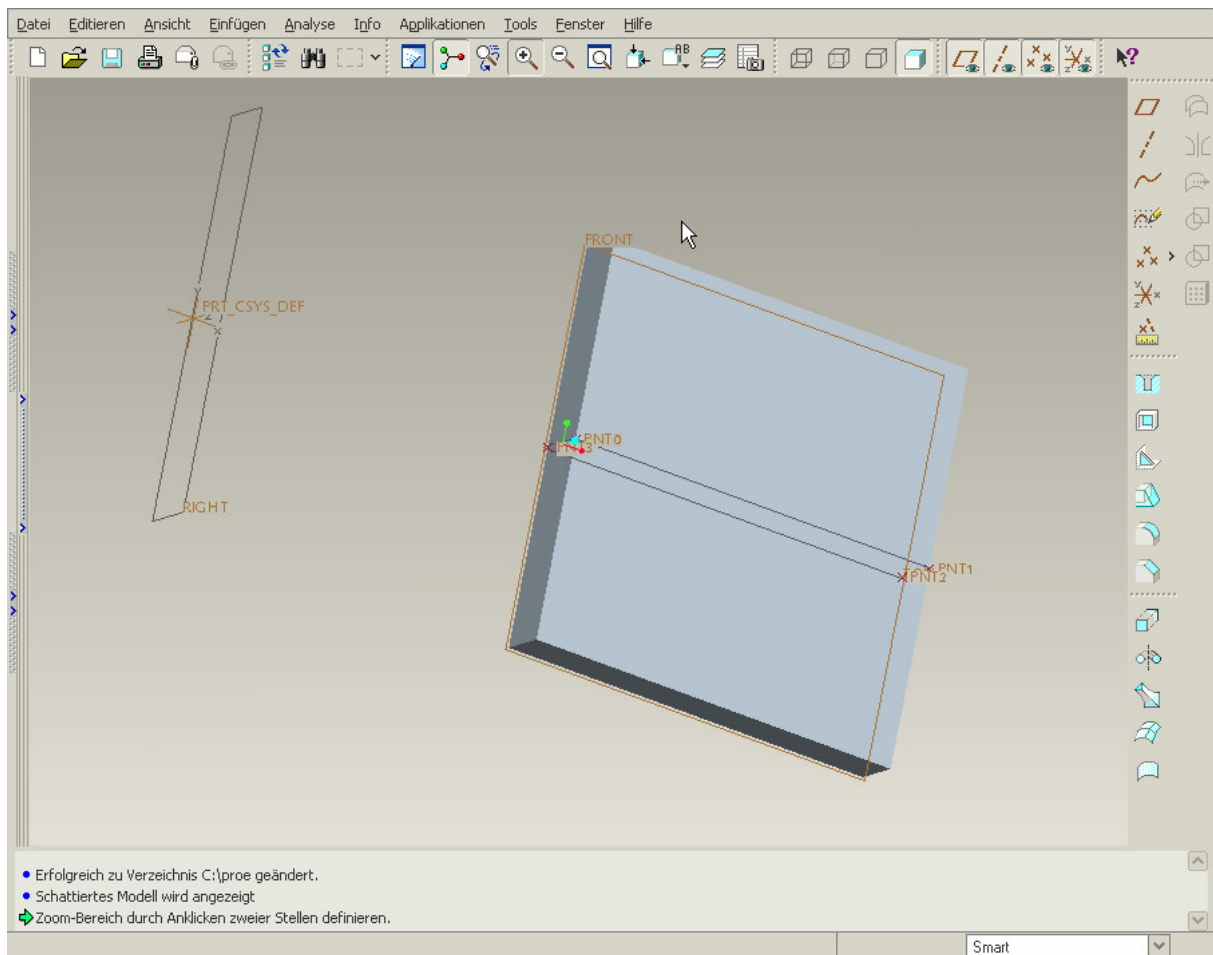 Datei Editieren Ansicht Einfügen Analyse Info Applikationen Tools Fenster Hilfe
FRONT
PRT_CSYS_DEF
PNT0
PNT3
RIGHT
PNT1
PNT2
Erfolgreich zu Verzeichnis C:\proe geändert.
Schattiertes Modell wird angezeigt
Zoom-Bereich durch Anklicken zweier Stellen definieren.
Smart